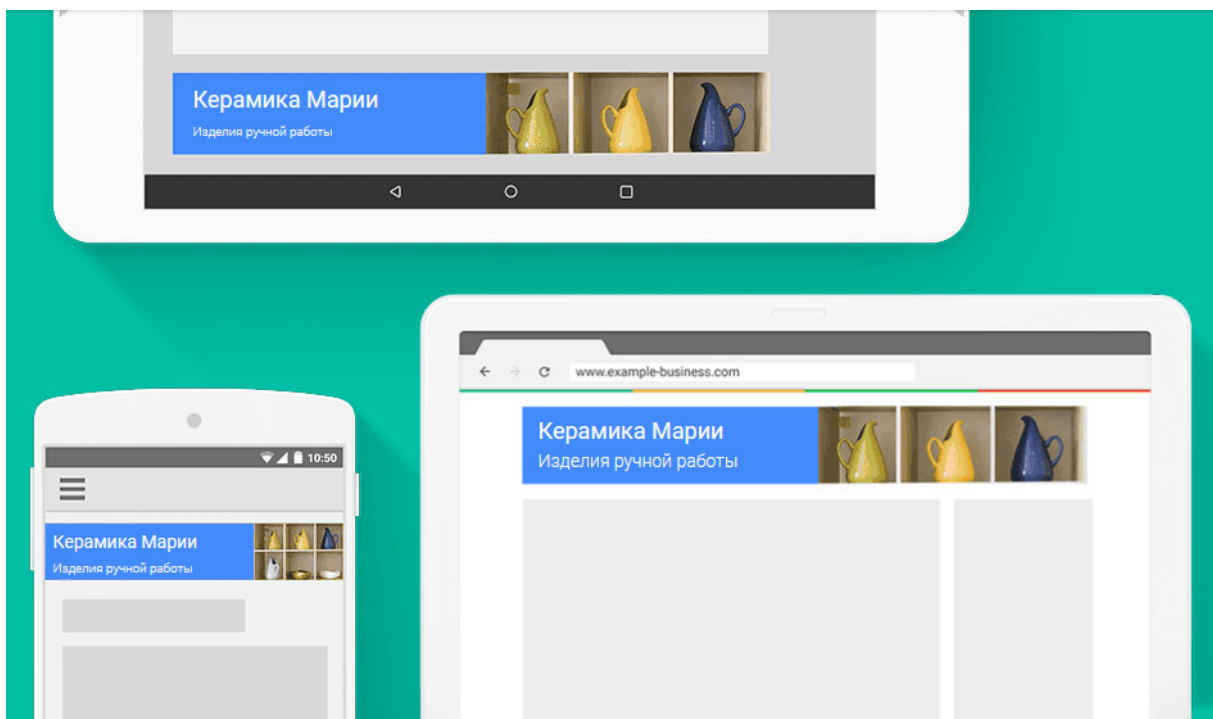 Керамика Марии
Изделия ручной работы
www.example-business.com
Керамика Марии
Изделия ручной работы
10:50
Керамика Марии
Изделия ручной работы